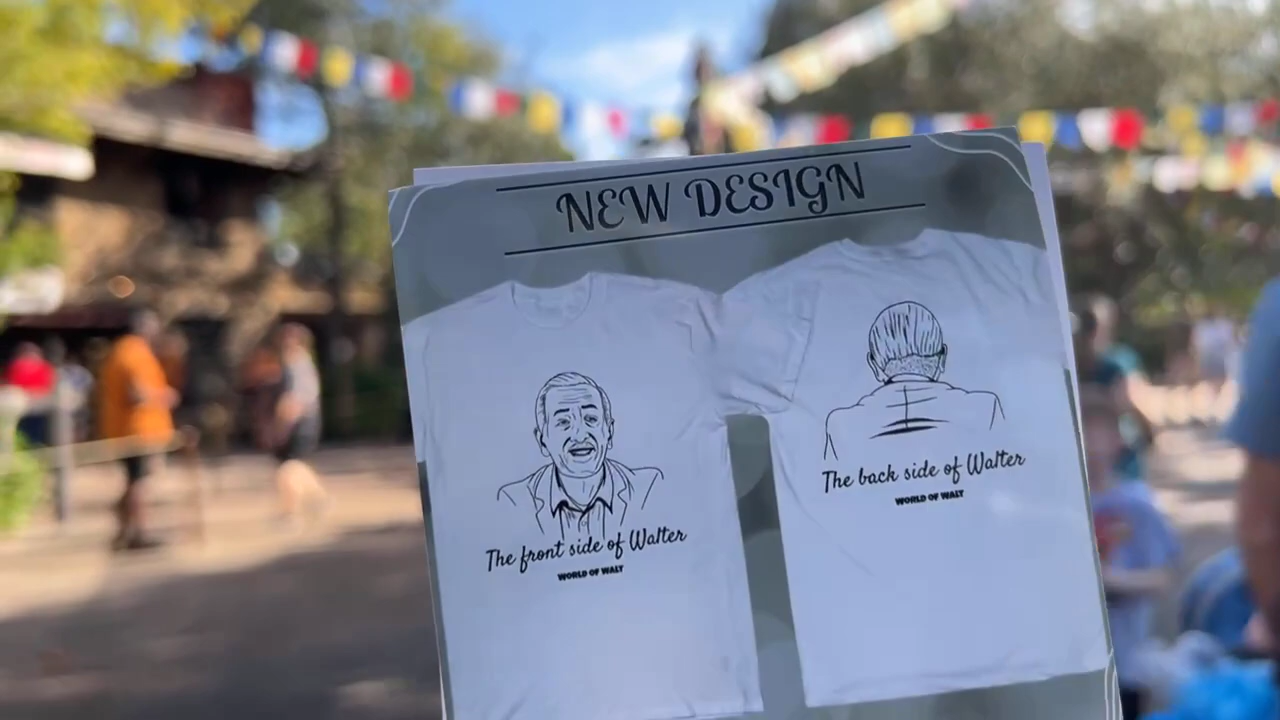 NEW DESIGN
The front side of Walter
WORLD OF WALT
The back side of Walter
WORLD OF WALT